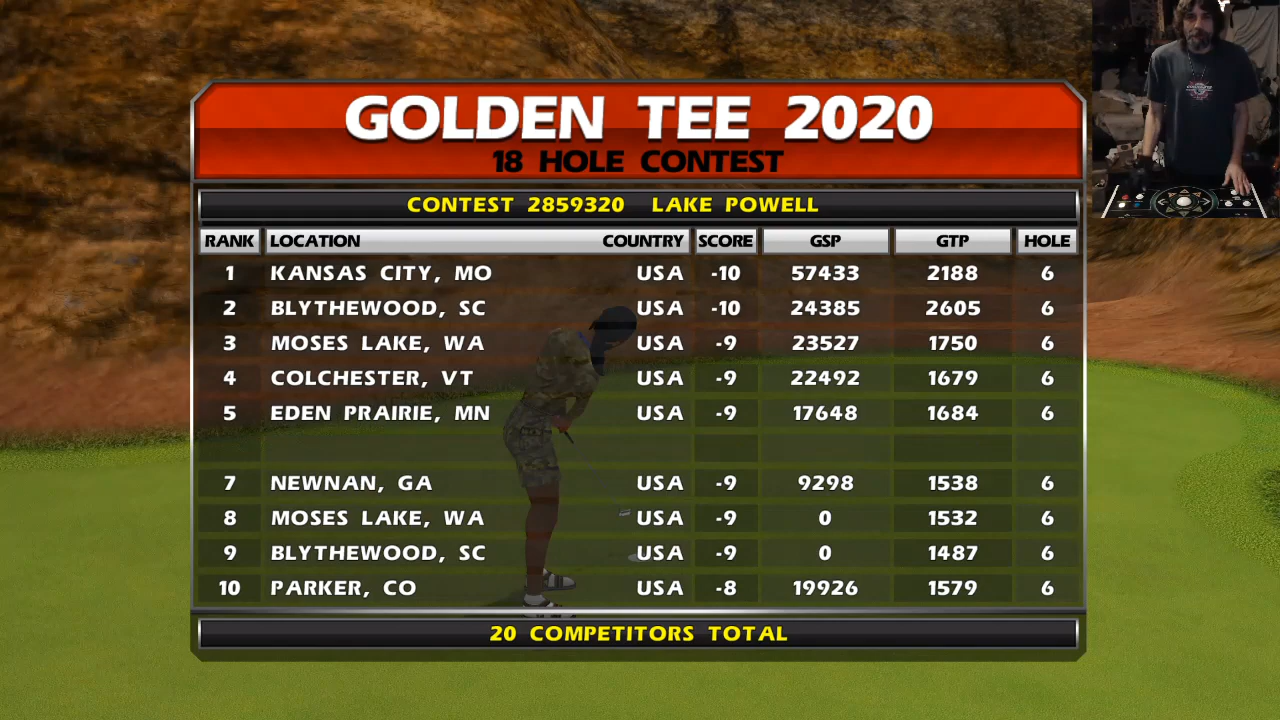 GOLDEN TEE 2020
18 HOLE CONTEST
CONTEST 2859320 LAKE POWELL
RANK LOCATION COUNTRY SCORE GSP GTP HOLE
1 KANSAS CITY, MO USA -10 57433 2188 6
2 BLYTHEWOOD, SC USA -10 24385 2605 6
3 MOSES LAKE, WA USA -9 23527 1750 6
4 COLCHESTER, VT USA -9 22492 1679 6
5 EDEN PRAIRIE, MN USA -9 17648 1684 6
7 NEWNAN, GA USA -9 9298 1538 6
8 MOSES LAKE, WA USA -9 0 1532 6
9 BLYTHEWOOD, SC USA -9 0 1487 6
10 PARKER, CO USA -8 19926 1579 6
20 COMPETITORS TOTAL